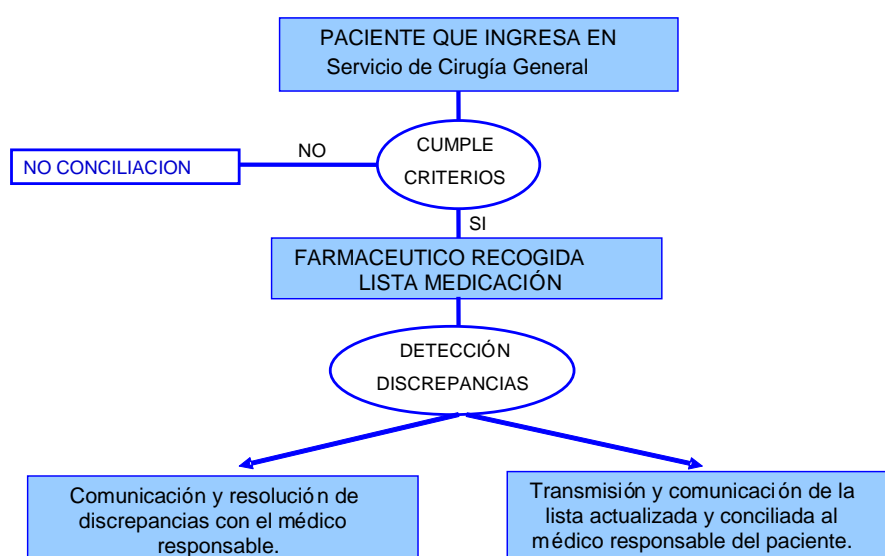 PACIENTE QUE INGRESA EN
Servicio de Cirugía General
CUMPLE
CRITERIOS
NO
NO CONCILIACION
SI
FARMACEUTICO RECOGIDA
LISTA MEDICACIÓN
DETECCIÓN
DISCREPANCIAS
Comunicación y resolución de
discrepancias con el médico
responsable.
Transmisión y comunicación de la
lista actualizada y conciliada al
médico responsable del paciente.